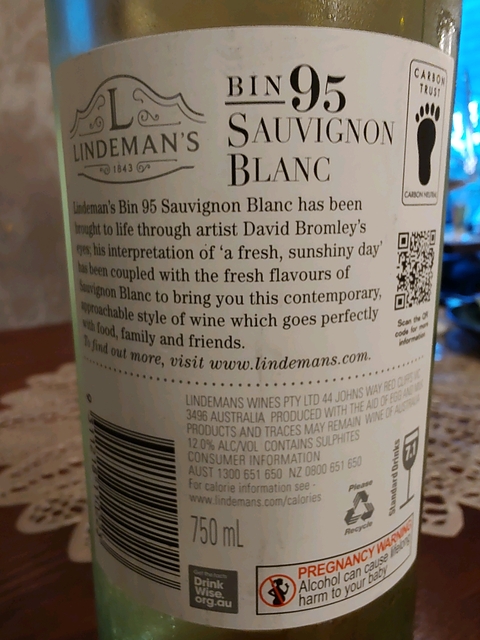 L
LINDEMAN'S
1843
BIN 95
SAUVIGNON
BLANC
CARBON
TRUST
CARBON NEUTRAL
Lindeman's Bin 95 Sauvignon Blanc has been
brought to life through artist David Bromley's
eyes, his interpretation of 'a fresh, sunshiny day'
has been coupled with the fresh flavours of
Sauvignon Blanc to bring you this contemporary,
approachable style of wine which goes perfectly
with food, family and friends.
To find out more, visit www.lindemans.com.
Scan the QR
code for more
information
LINDEMANS WINES PTY LTD 44 JOHNS WAY RED CLIFFS VIC
3496 AUSTRALIA PRODUCED WITH THE AID OF EGG AND MILK
PRODUCTS AND TRACES MAY REMAIN WINE OF AUSTRALIA
12.0% ALC/VOL CONTAINS SULPHITES
CONSUMER INFORMATION
AUST 1300 651 650 NZ 0800 651 650
For calorie information see -
www.lindemans.com/calories
750 mL
Please
Recycle
Standard Drinks
7.1
Get the facts
Drink
Wise.
org.au
PREGNANCY WARNING
Alcohol can cause lifelong
harm to your baby